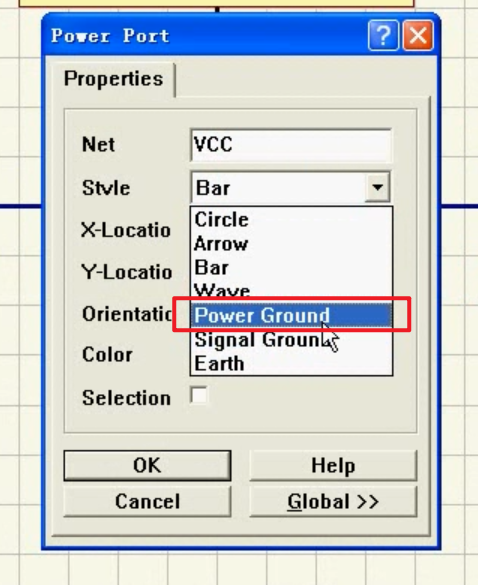 Power Port
Properties
Net VCC
Style Bar
X-Locatio Circle
Arrow
Y-Locatio Bar
Wave
Orientatic Power Ground
Signal Ground
Color Earth
Selection
OK Help
Cancel Global >>